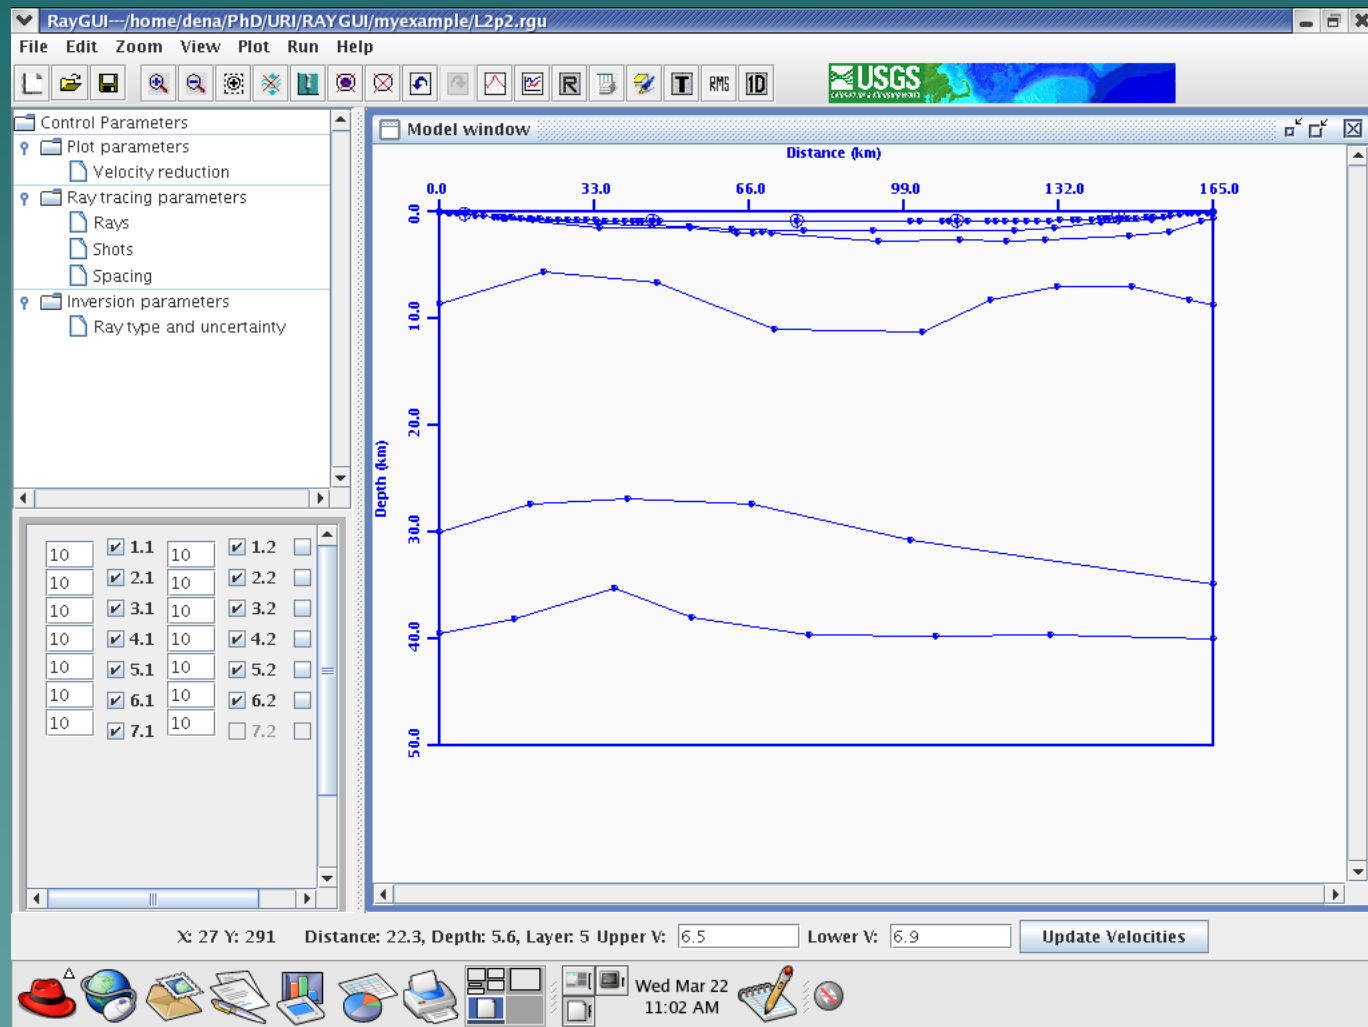 RayGUI---/home/dena/PhD/URI/RAYGUI/myexample/L2p2.rgu
File Edit Zoom View Plot Run Help
R T RMS 1D
USGS
Control Parameters
Plot parameters
Velocity reduction
Ray tracing parameters
Rays
Shots
Spacing
Inversion parameters
Ray type and uncertainty
Model window
Distance (km)
0.0 33.0 66.0 99.0 132.0 165.0
0.0
10.0
20.0
30.0
40.0
50.0
Depth (km)
10 1.1 10 1.2
10 2.1 10 2.2
10 3.1 10 3.2
10 4.1 10 4.2
10 5.1 10 5.2
10 6.1 10 6.2
10 7.1 10 7.2
X: 27 Y: 291 Distance: 22.3, Depth: 5.6, Layer: 5 Upper V: 6.5 Lower V: 6.9 Update Velocities
Wed Mar 22
11:02 AM